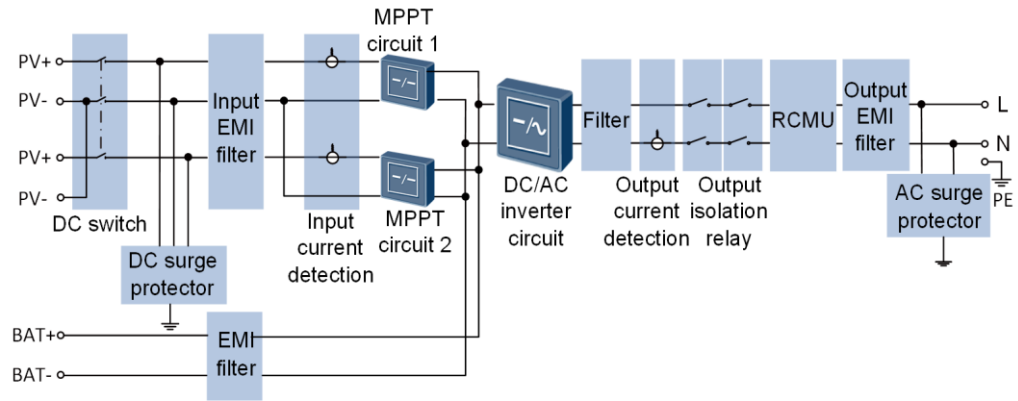 MPPT
circuit 1
PV+
PV-
PV+
PV-
DC switch
Input
EMI
filter
Input
current
detection
MPPT
circuit 2
DC surge
protector
BAT+
BAT-
EMI
filter
DC/AC
inverter
circuit
Filter
Output
current
detection
Output
isolation
relay
RCMU
Output
EMI
filter
L
N
PE
AC surge
protector